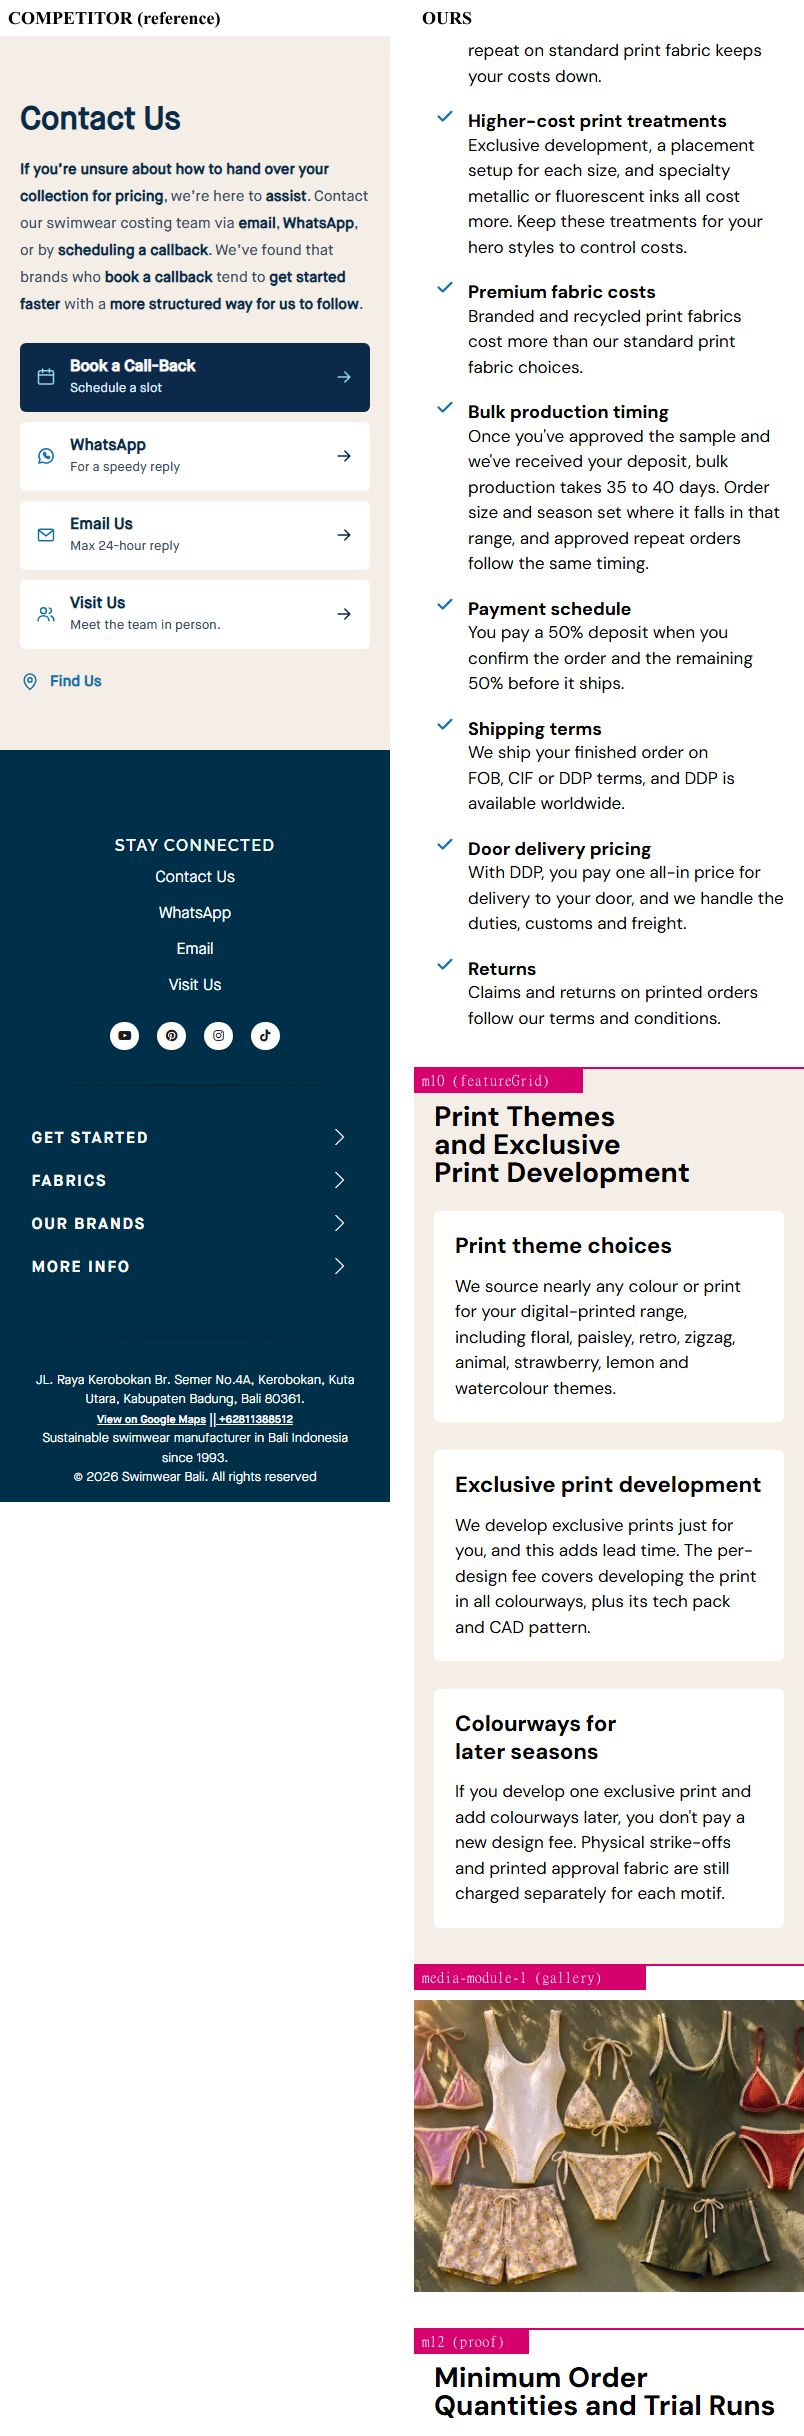 COMPETITOR (reference)
Contact Us
If you're unsure about how to hand over your
collection for pricing, we're here to assist. Contact
our swimwear costing team via email, WhatsApp,
or by scheduling a callback. We've found that
brands who book a callback tend to get started
faster with a more structured way for us to follow.
Book a Call-Back
Schedule a slot
WhatsApp
For a speedy reply
Email Us
Max 24-hour reply
Visit Us
Meet the team in person.
Find Us
STAY CONNECTED
Contact Us
WhatsApp
Email
Visit Us
GET STARTED
FABRICS
OUR BRANDS
MORE INFO
JL. Raya Kerobokan Br. Semer No.4A, Kerobokan, Kuta
Utara, Kabupaten Badung, Bali 80361.
View on Google Maps || +62811388512
Sustainable swimwear manufacturer in Bali Indonesia
since 1993.
© 2026 Swimwear Bali. All rights reserved
OURS
repeat on standard print fabric keeps
your costs down.
Higher-cost print treatments
Exclusive development, a placement
setup for each size, and specialty
metallic or fluorescent inks all cost
more. Keep these treatments for your
hero styles to control costs.
Premium fabric costs
Branded and recycled print fabrics
cost more than our standard print
fabric choices.
Bulk production timing
Once you've approved the sample and
we've received your deposit, bulk
production takes 35 to 40 days. Order
size and season set where it falls in that
range, and approved repeat orders
follow the same timing.
Payment schedule
You pay a 50% deposit when you
confirm the order and the remaining
50% before it ships.
Shipping terms
We ship your finished order on
FOB, CIF or DDP terms, and DDP is
available worldwide.
Door delivery pricing
With DDP, you pay one all-in price for
delivery to your door, and we handle the
duties, customs and freight.
Returns
Claims and returns on printed orders
follow our terms and conditions.
m10 (featureGrid)
Print Themes
and Exclusive
Print Development
Print theme choices
We source nearly any colour or print
for your digital-printed range,
including floral, paisley, retro, zigzag,
animal, strawberry, lemon and
watercolour themes.
Exclusive print development
We develop exclusive prints just for
you, and this adds lead time. The per-
design fee covers developing the print
in all colourways, plus its tech pack
and CAD pattern.
Colourways for
later seasons
If you develop one exclusive print and
add colourways later, you don't pay a
new design fee. Physical strike-offs
and printed approval fabric are still
charged separately for each motif.
media-module-1 (gallery)
m12 (proof)
Minimum Order
Quantities and Trial Runs